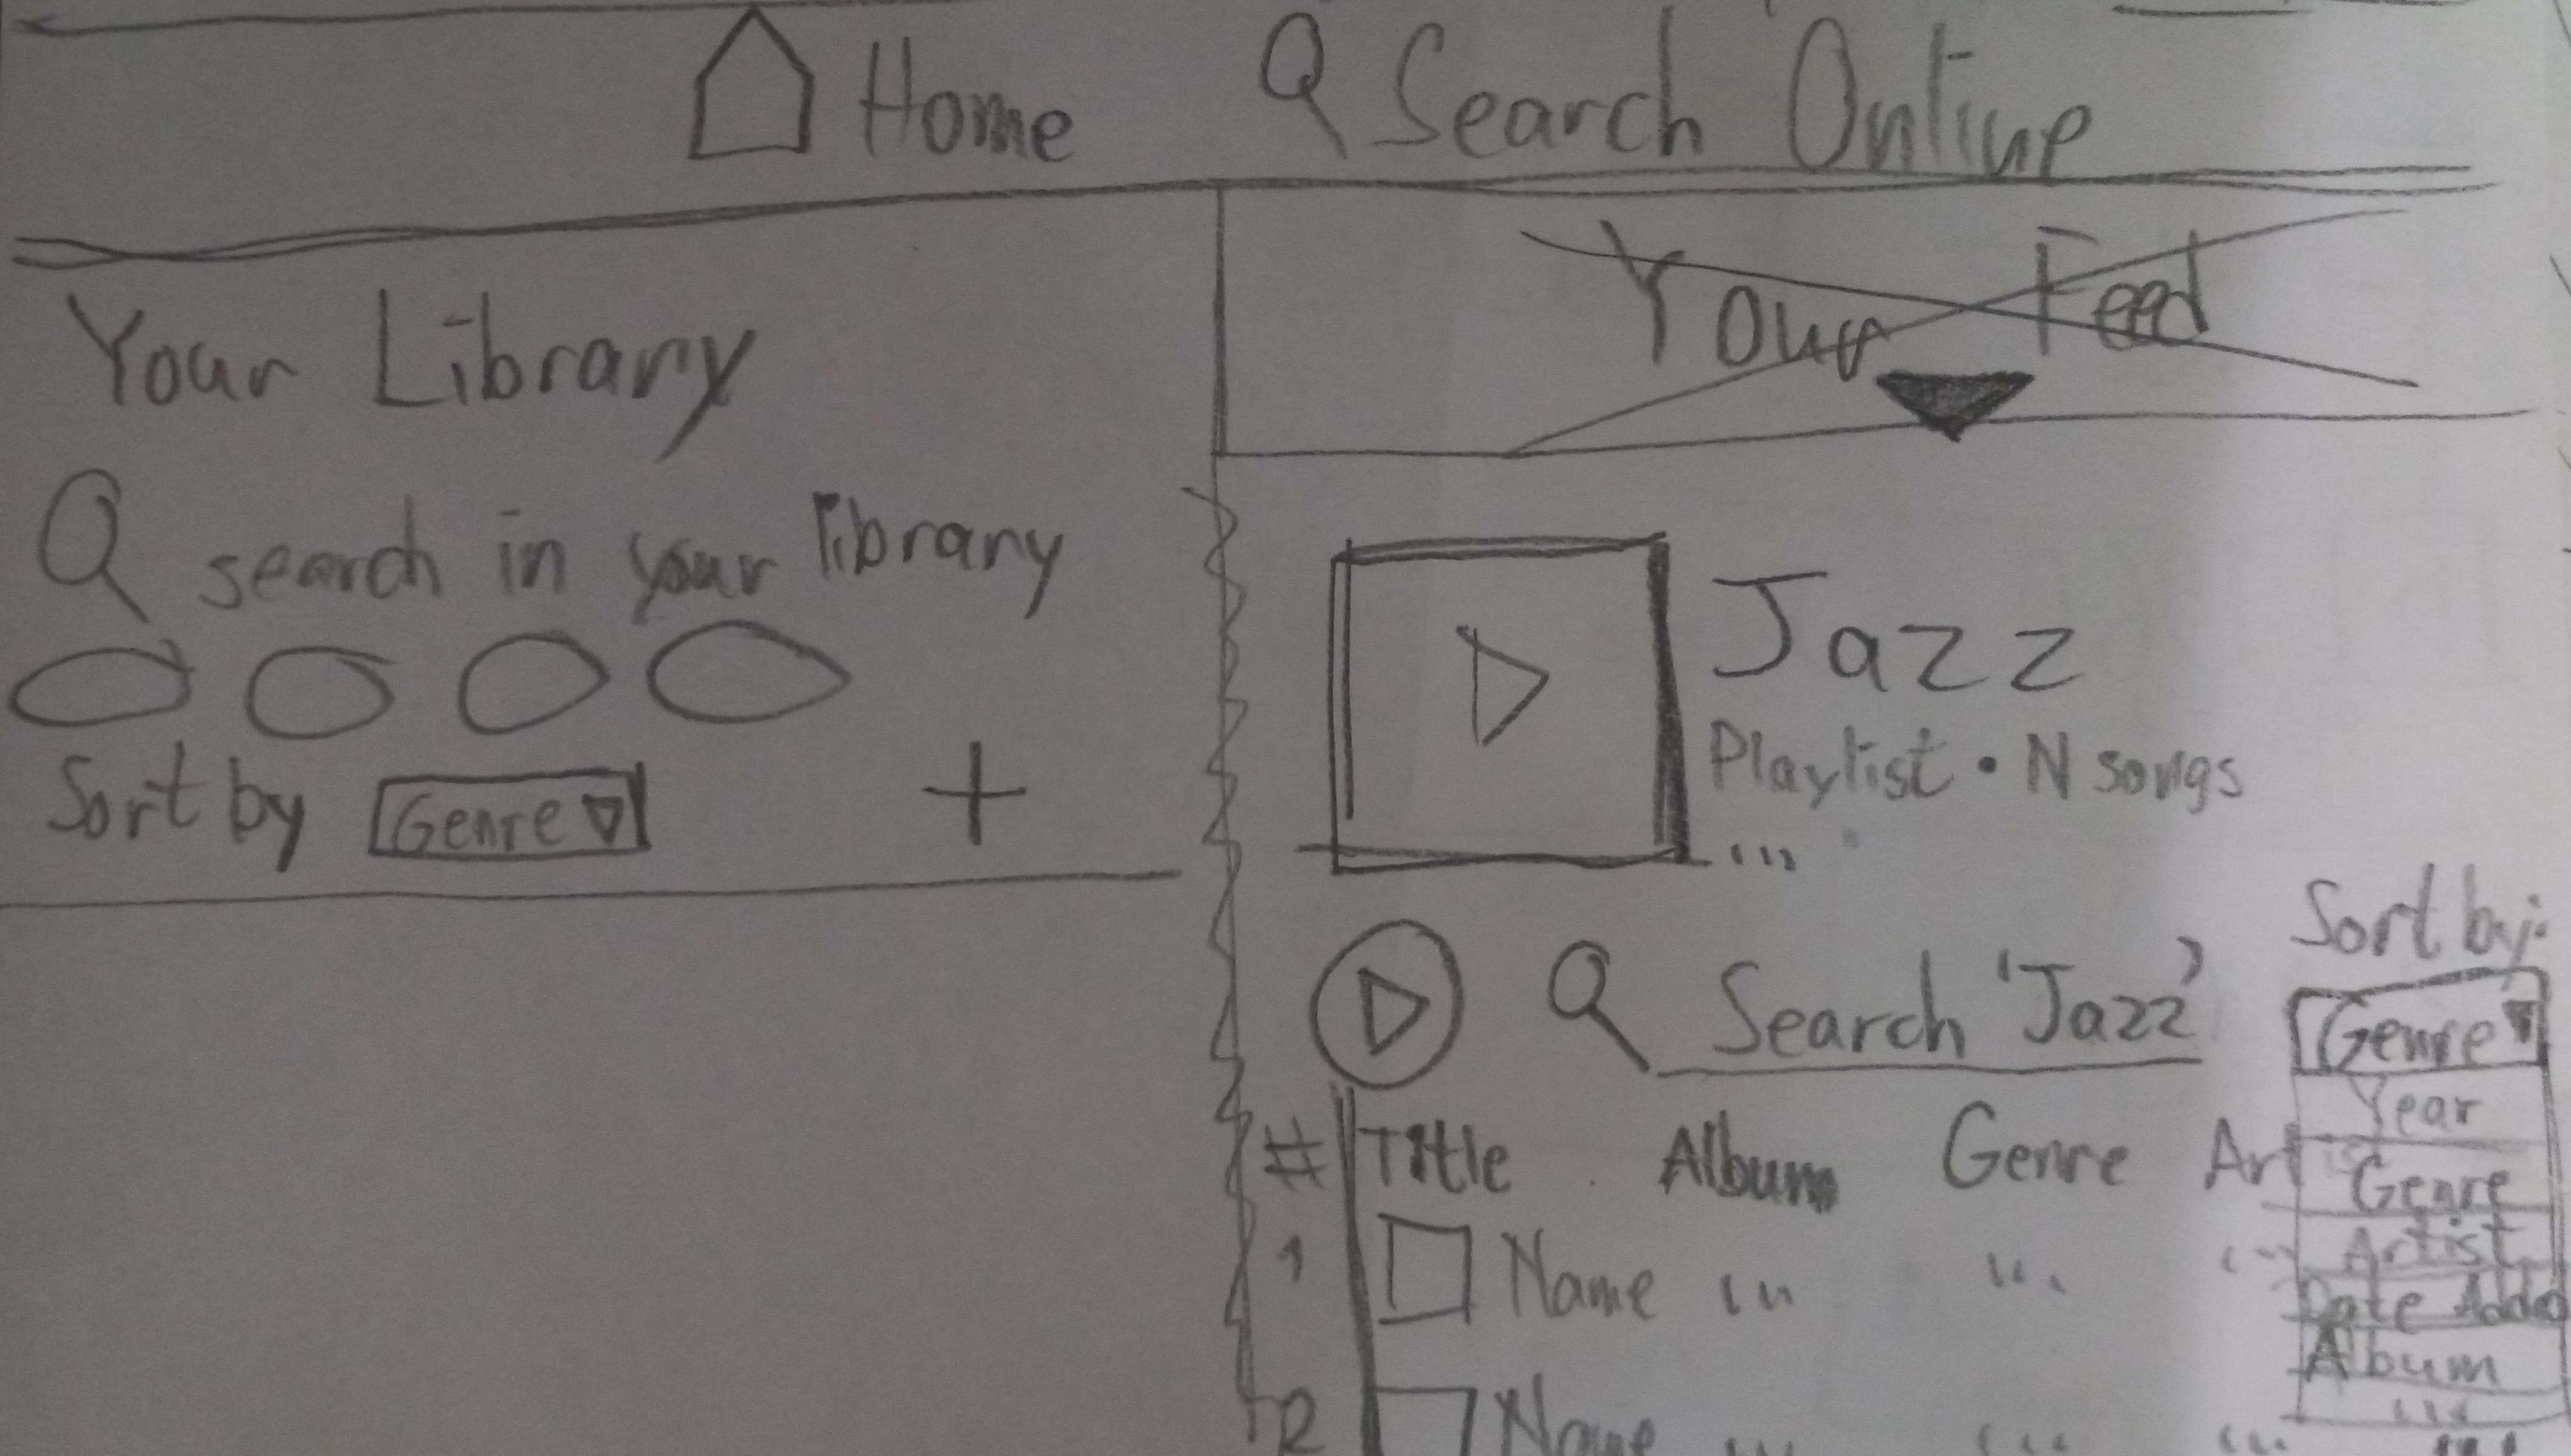 Home Search Online
Your Library
search in your library
Sort by Genre
+
Your Feed
Jazz
Playlist • N songs
...
Search 'Jazz'
Sort by:
Genre
Year
Genre
Artist
Date Added
Album
...
# Title Album Genre Art
1 Name ... ... ...
2 Name ... ... ...